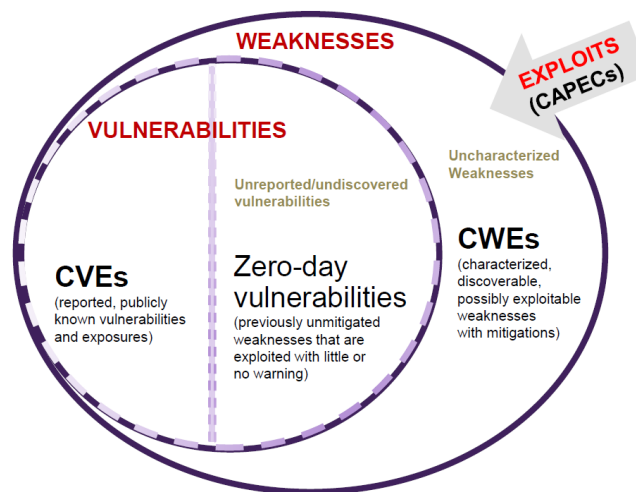 WEAKNESSES
EXPLOITS
(CAPECs)
VULNERABILITIES
Unreported/undiscovered
vulnerabilities
Uncharacterized
Weaknesses
CVEs
(reported, publicly
known vulnerabilities
and exposures)
Zero-day
vulnerabilities
(previously unmitigated
weaknesses that are
exploited with little or
no warning)
CWEs
(characterized,
discoverable,
possibly exploitable
weaknesses
with mitigations)